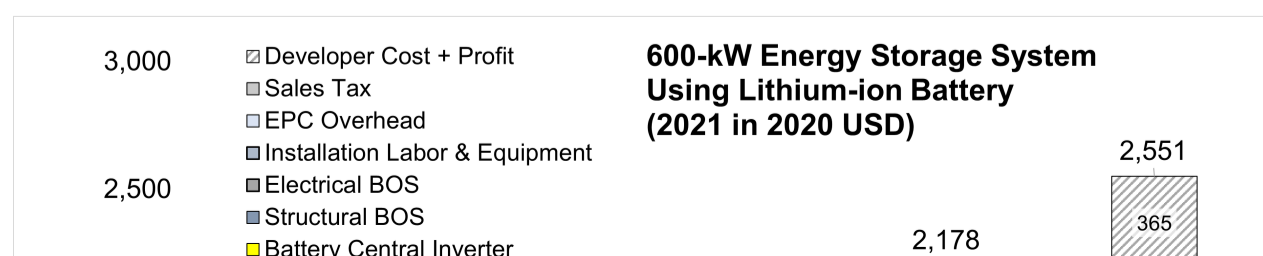 3,000
2,500
Developer Cost + Profit
Sales Tax
EPC Overhead
Installation Labor & Equipment
Electrical BOS
Structural BOS
Battery Central Inverter
600-kW Energy Storage System
Using Lithium-ion Battery
(2021 in 2020 USD)
2,178
2,551
365